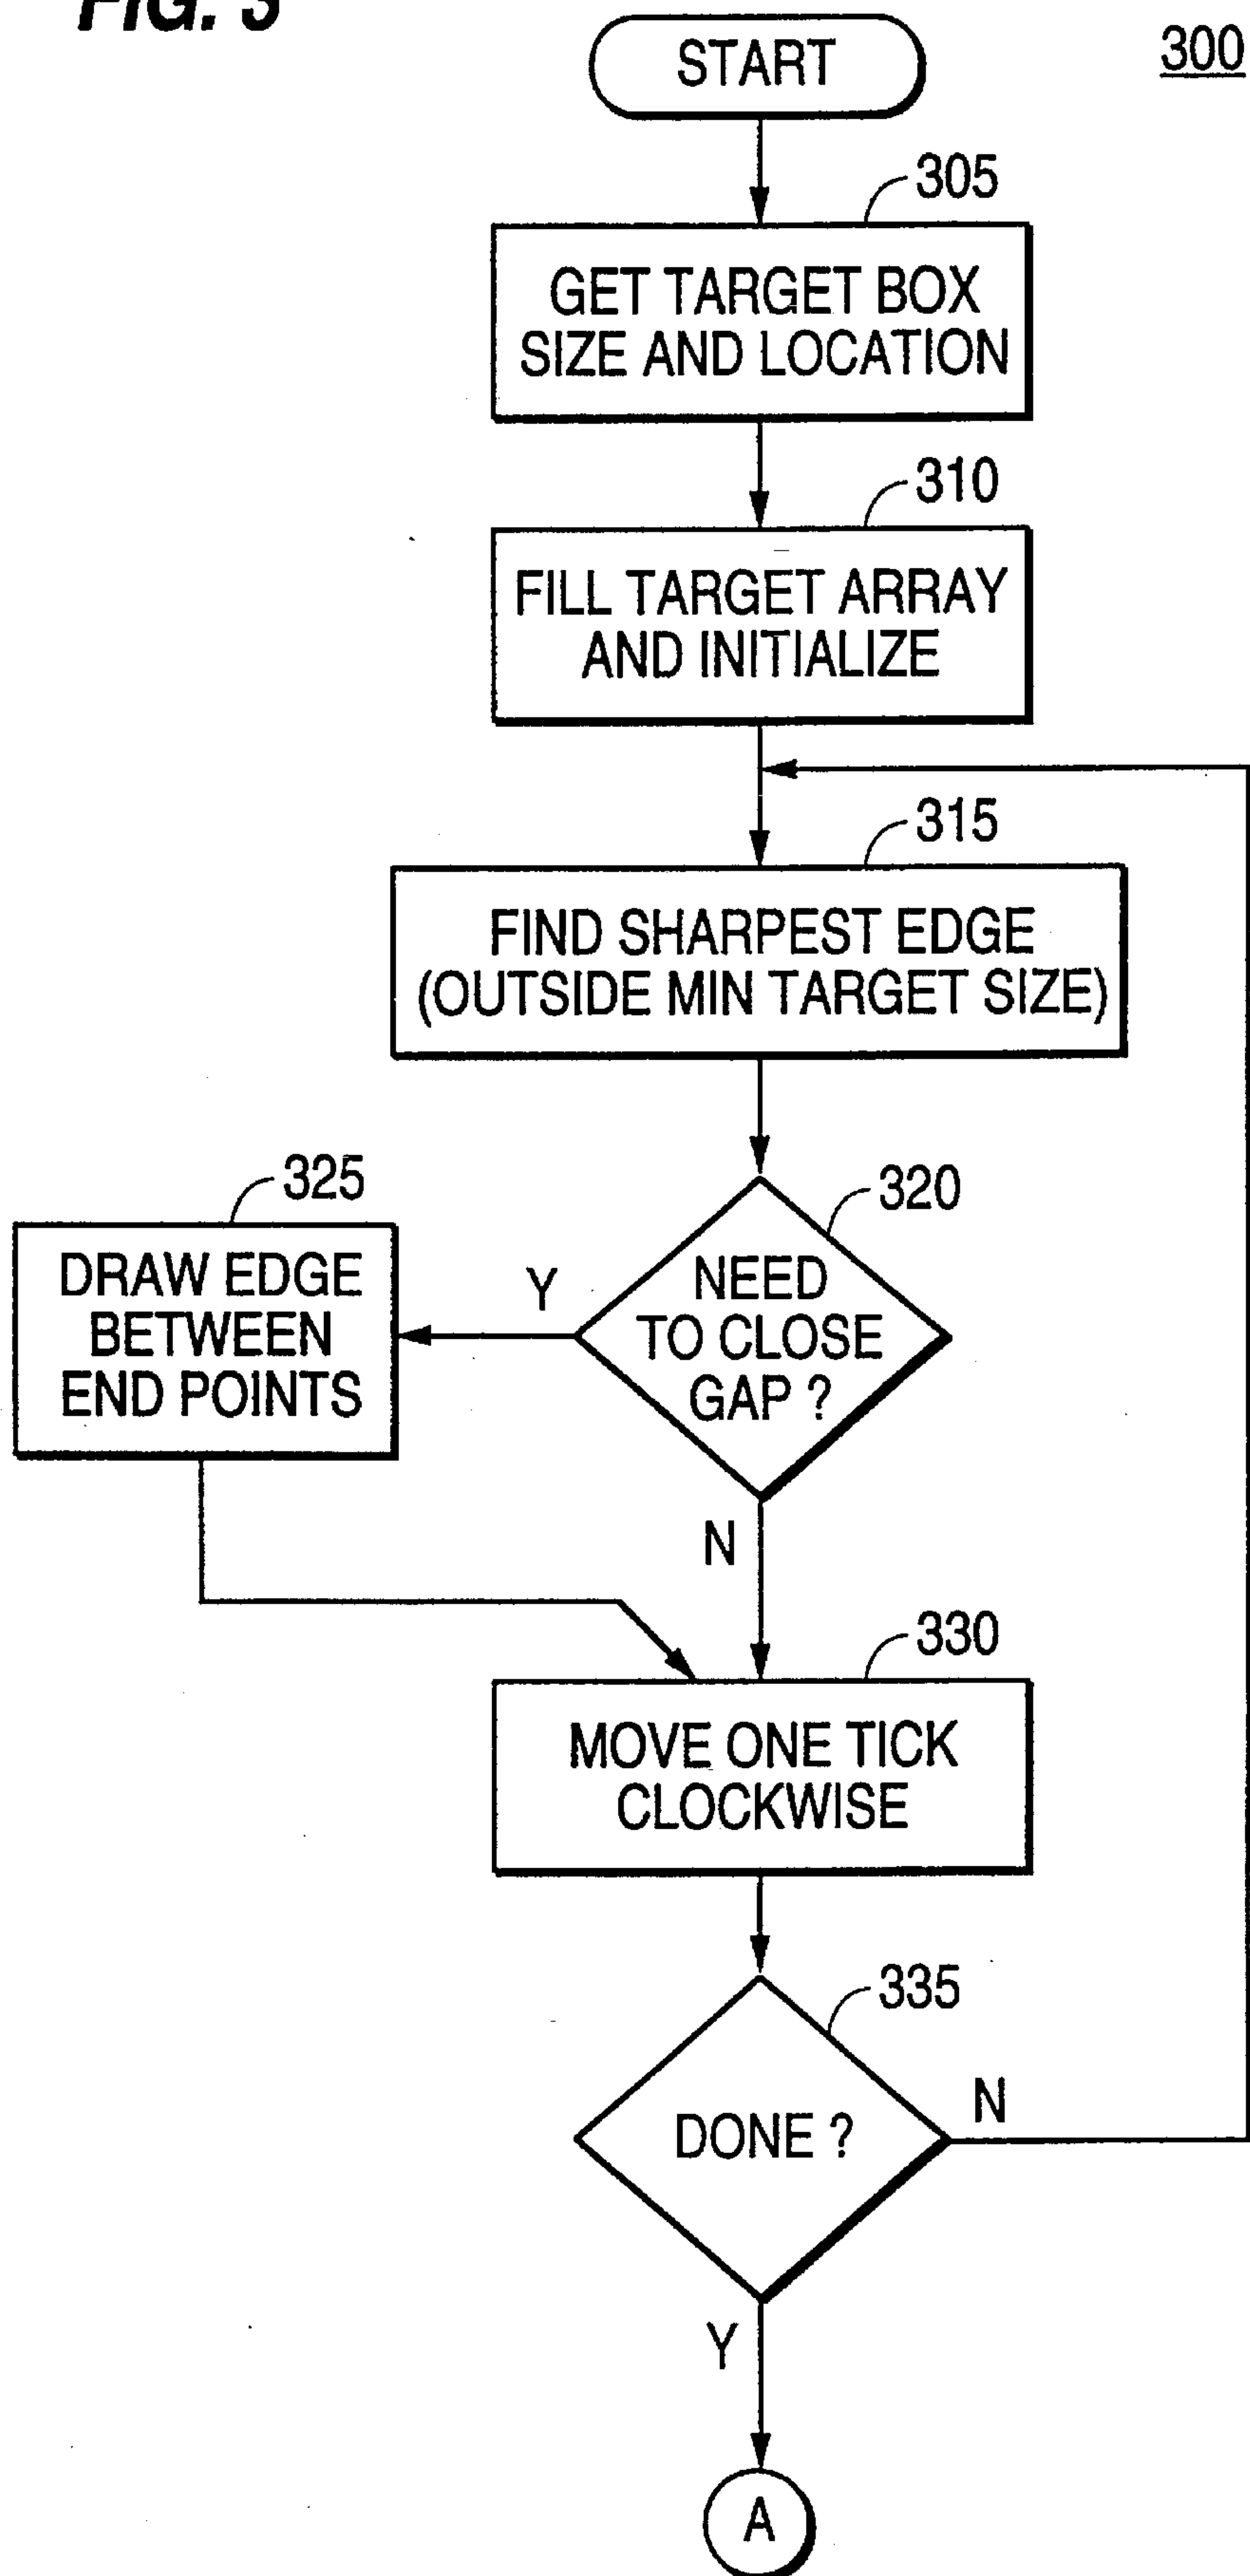 FIG. 3
300
START
305
GET TARGET BOX
SIZE AND LOCATION
310
FILL TARGET ARRAY
AND INITIALIZE
315
FIND SHARPEST EDGE
(OUTSIDE MIN TARGET SIZE)
320
NEED
TO CLOSE
GAP ?
Y
325
DRAW EDGE
BETWEEN
END POINTS
N
330
MOVE ONE TICK
CLOCKWISE
335
DONE ?
N
Y
A